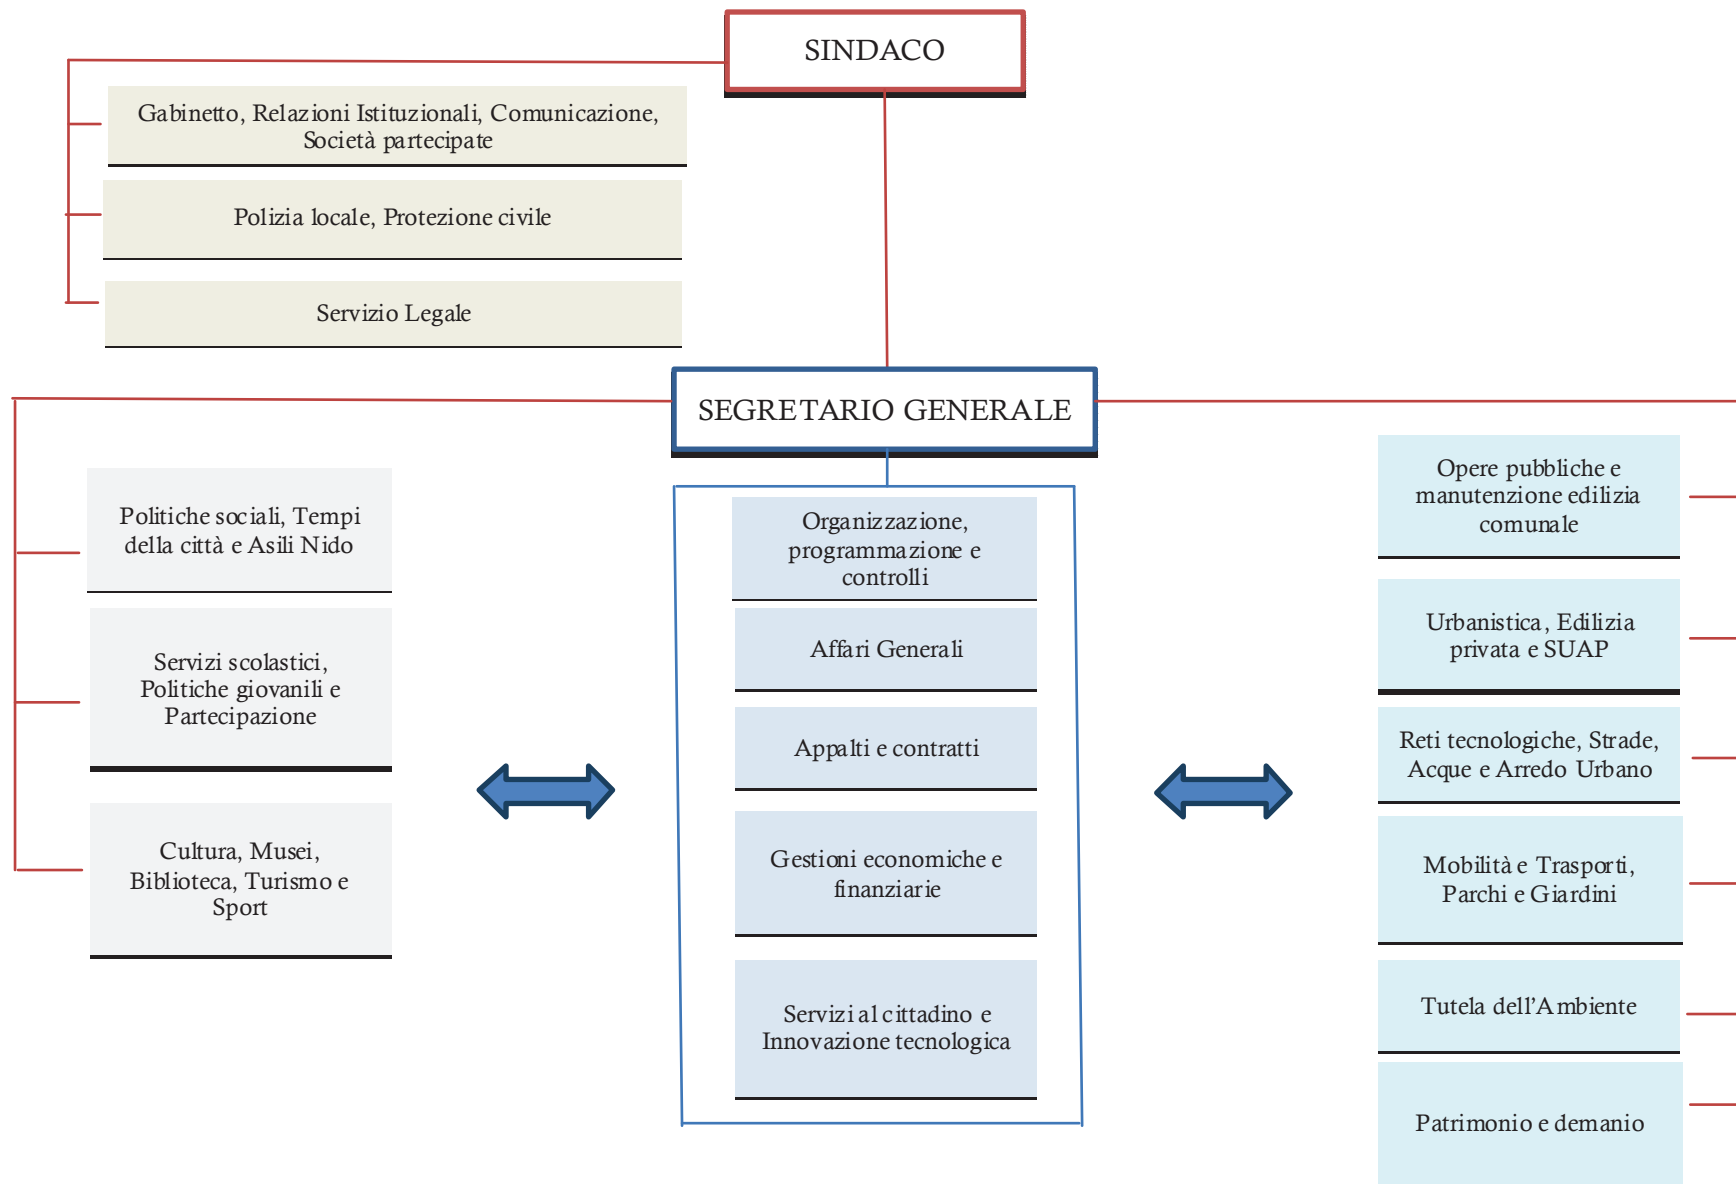 SINDACO
Gabinetto, Relazioni Istituzionali, Comunicazione,
Società partecipate
Polizia locale, Protezione civile
Servizio Legale
SEGRETARIO GENERALE
Politiche sociali, Tempi
della città e Asili Nido
Servizi scolastici,
Politiche giovanili e
Partecipazione
Cultura, Musei,
Biblioteca, Turismo e
Sport
Organizzazione,
programmazione e
controlli
Affari Generali
Appalti e contratti
Gestioni economiche e
finanziarie
Servizi al cittadino e
Innovazione tecnologica
Opere pubbliche e
manutenzione edilizia
comunale
Urbanistica, Edilizia
privata e SUAP
Reti tecnologiche, Strade,
Acque e Arredo Urbano
Mobilità e Trasporti,
Parchi e Giardini
Tutela dell’Ambiente
Patrimonio e demanio